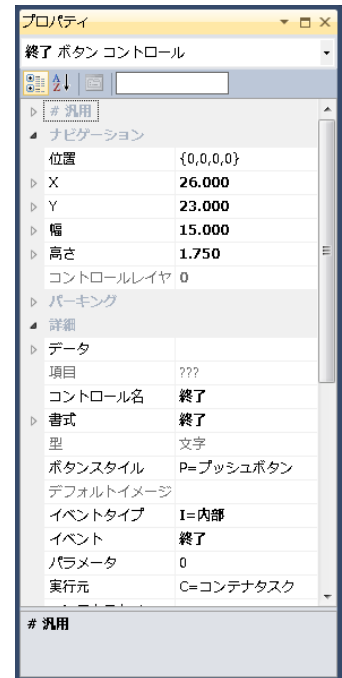 プロパティ
終了 ボタン コントロール
# 汎用
ナビゲーション
位置 {0,0,0,0}
X 26.000
Y 23.000
幅 15.000
高さ 1.750
コントロールレイヤ 0
パーキング
詳細
データ
項目 ???
コントロール名 終了
書式 終了
型 文字
ボタンスタイル P=プッシュボタン
デフォルトイメージ
イベントタイプ I=内部
イベント 終了
パラメータ 0
実行元 C=コンテナタスク
# 汎用